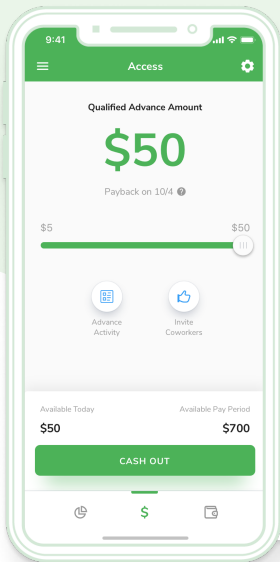 9:41
Access
Qualified Advance Amount
$50
Payback on 10/4 ?
$5 $50
Advance Activity
Invite Coworkers
Available Today Available Pay Period
$50 $700
CASH OUT
$